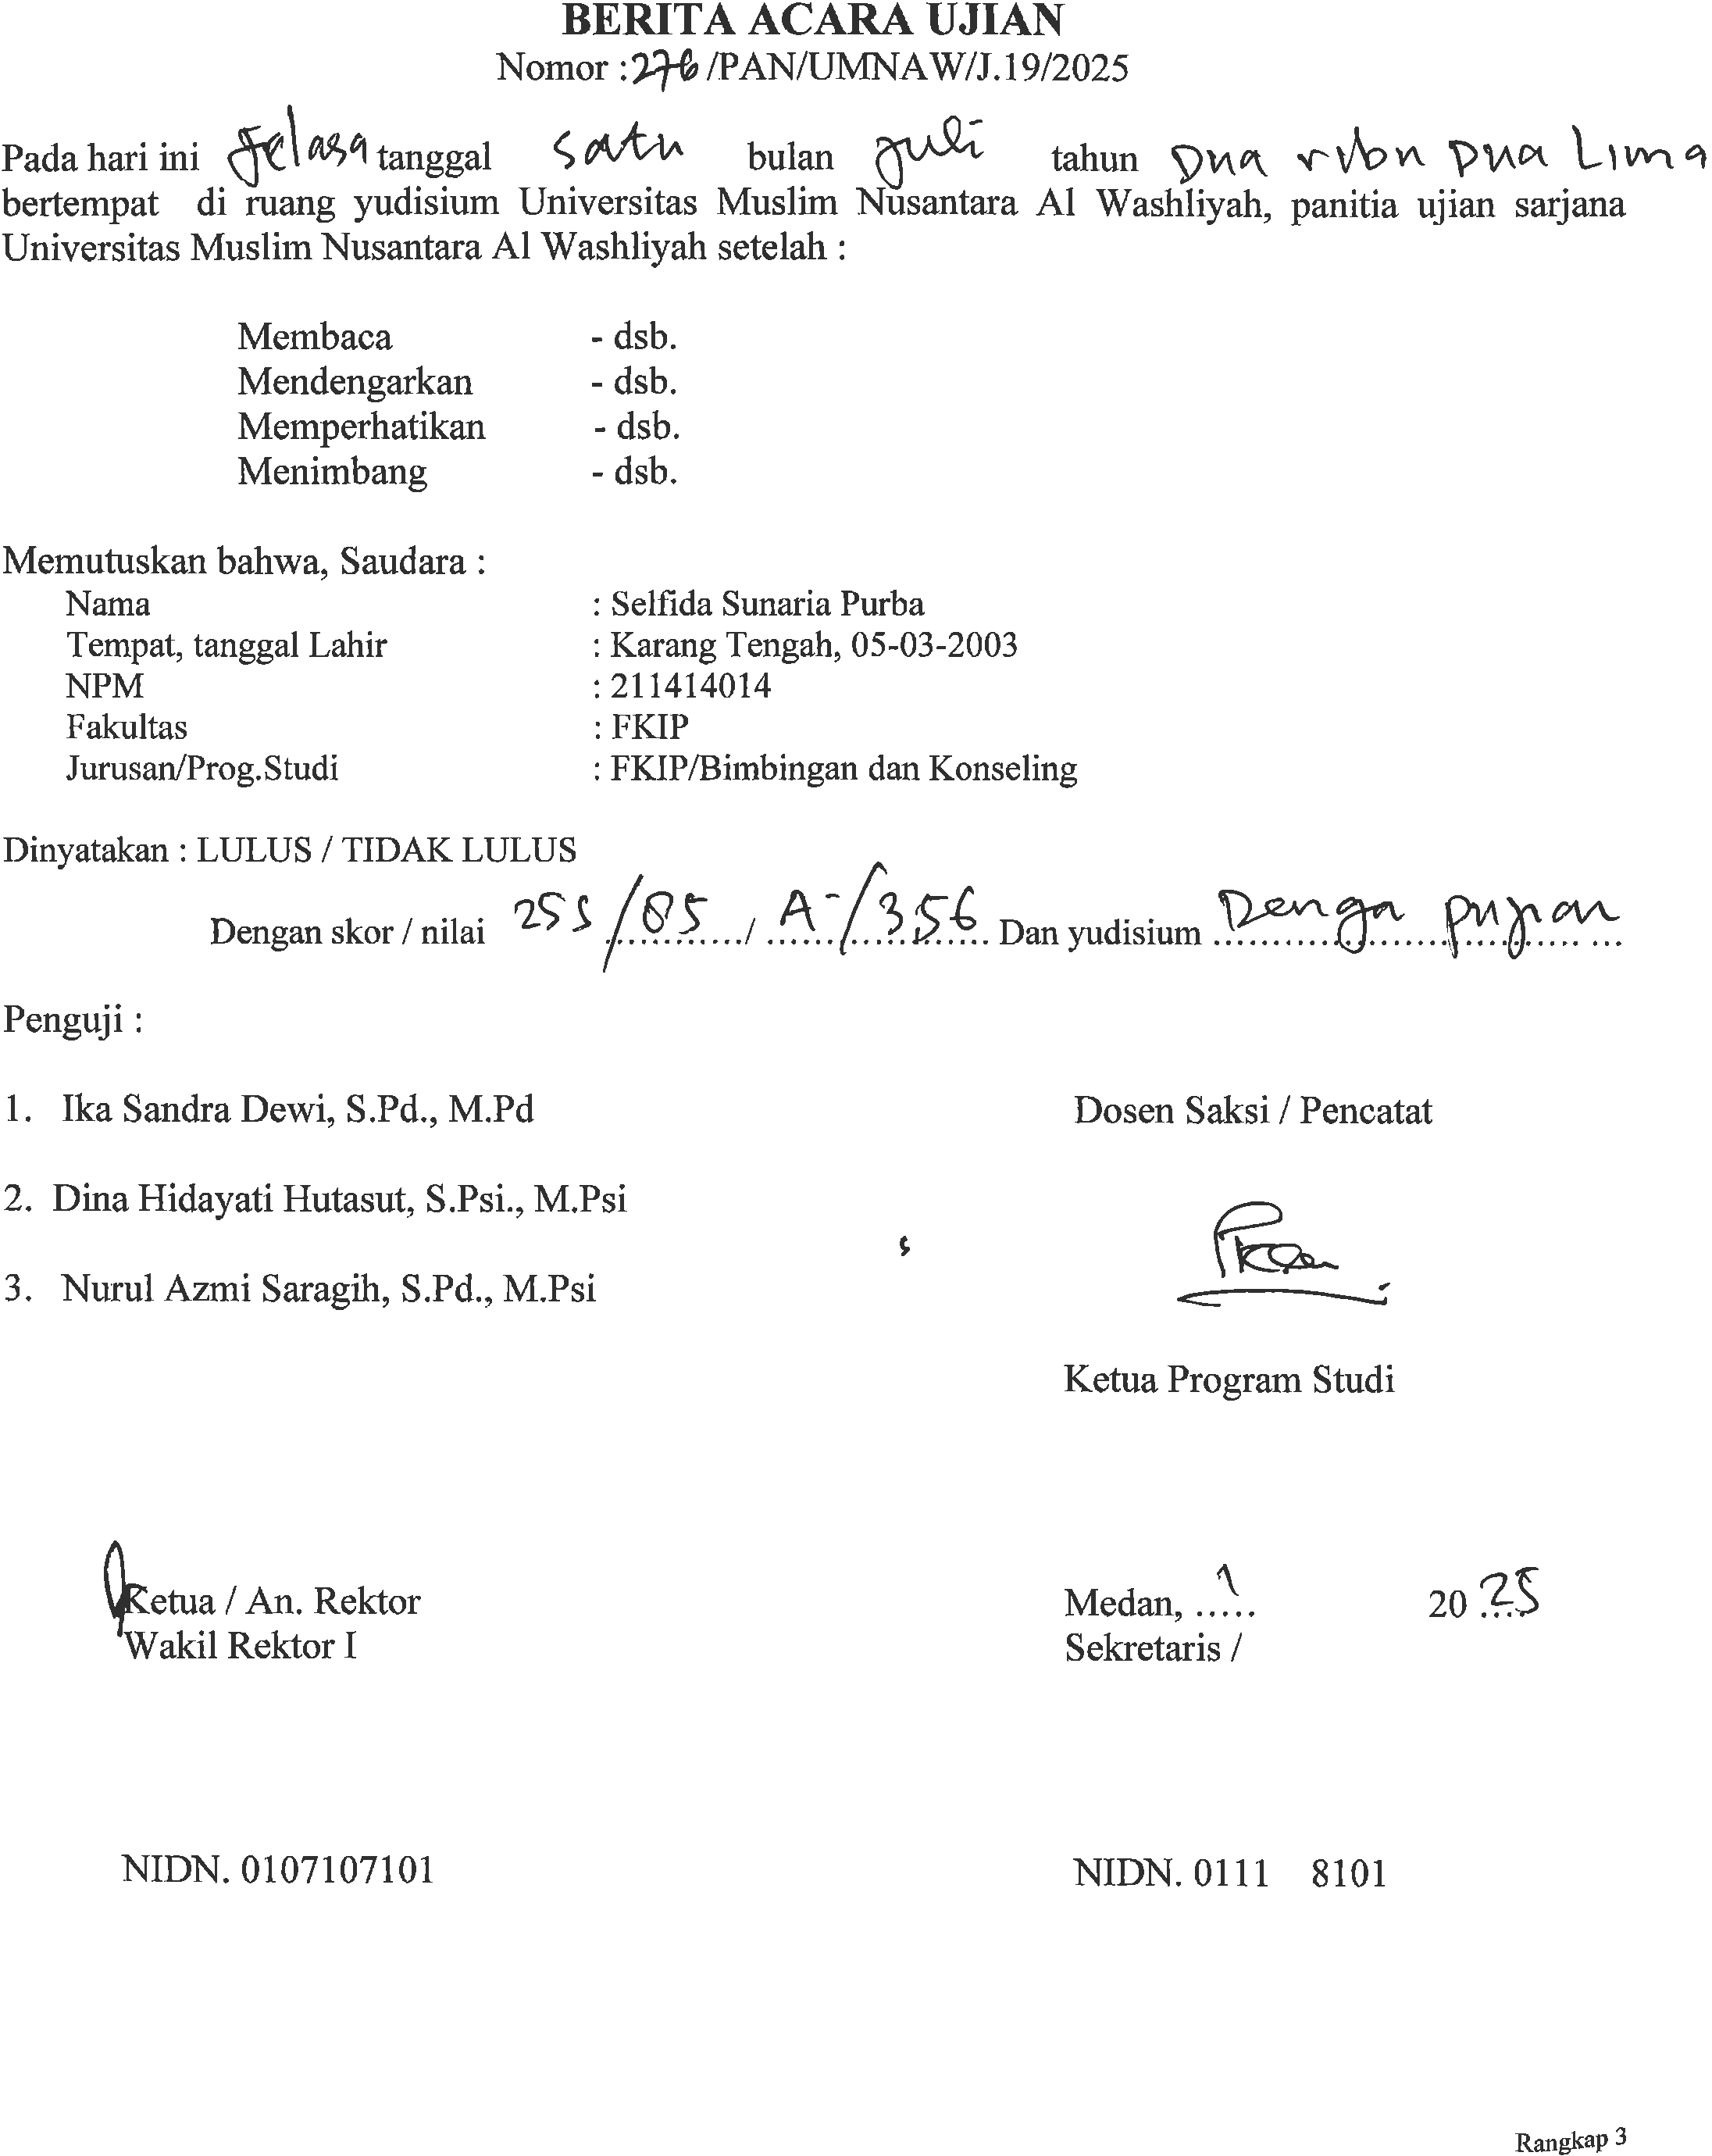 BERITA ACARA UJIAN
Nomor : 276 /PAN/UMNAW/J.19/2025
Pada hari ini Selasa tanggal satu bulan juli tahun Dua ribu Dua Lima
bertempat di ruang yudisium Universitas Muslim Nusantara Al Washliyah, panitia ujian sarjana
Universitas Muslim Nusantara Al Washliyah setelah :
Membaca - dsb.
Mendengarkan - dsb.
Memperhatikan - dsb.
Menimbang - dsb.
Memutuskan bahwa, Saudara :
Nama : Selfida Sunaria Purba
Tempat, tanggal Lahir : Karang Tengah, 05-03-2003
NPM : 211414014
Fakultas : FKIP
Jurusan/Prog.Studi : FKIP/Bimbingan dan Konseling
Dinyatakan : LULUS / TIDAK LULUS
Dengan skor / nilai 255/85 / A-/3,56 Dan yudisium Denga pujian
Penguji :
1. Ika Sandra Dewi, S.Pd., M.Pd Dosen Saksi / Pencatat
2. Dina Hidayati Hutasut, S.Psi., M.Psi
3. Nurul Azmi Saragih, S.Pd., M.Psi
Ketua Program Studi
Ketua / An. Rektor Medan, ..1.. 2025
Wakil Rektor I Sekretaris /
NIDN. 0107107101 NIDN. 0111 8101
Rangkap 3